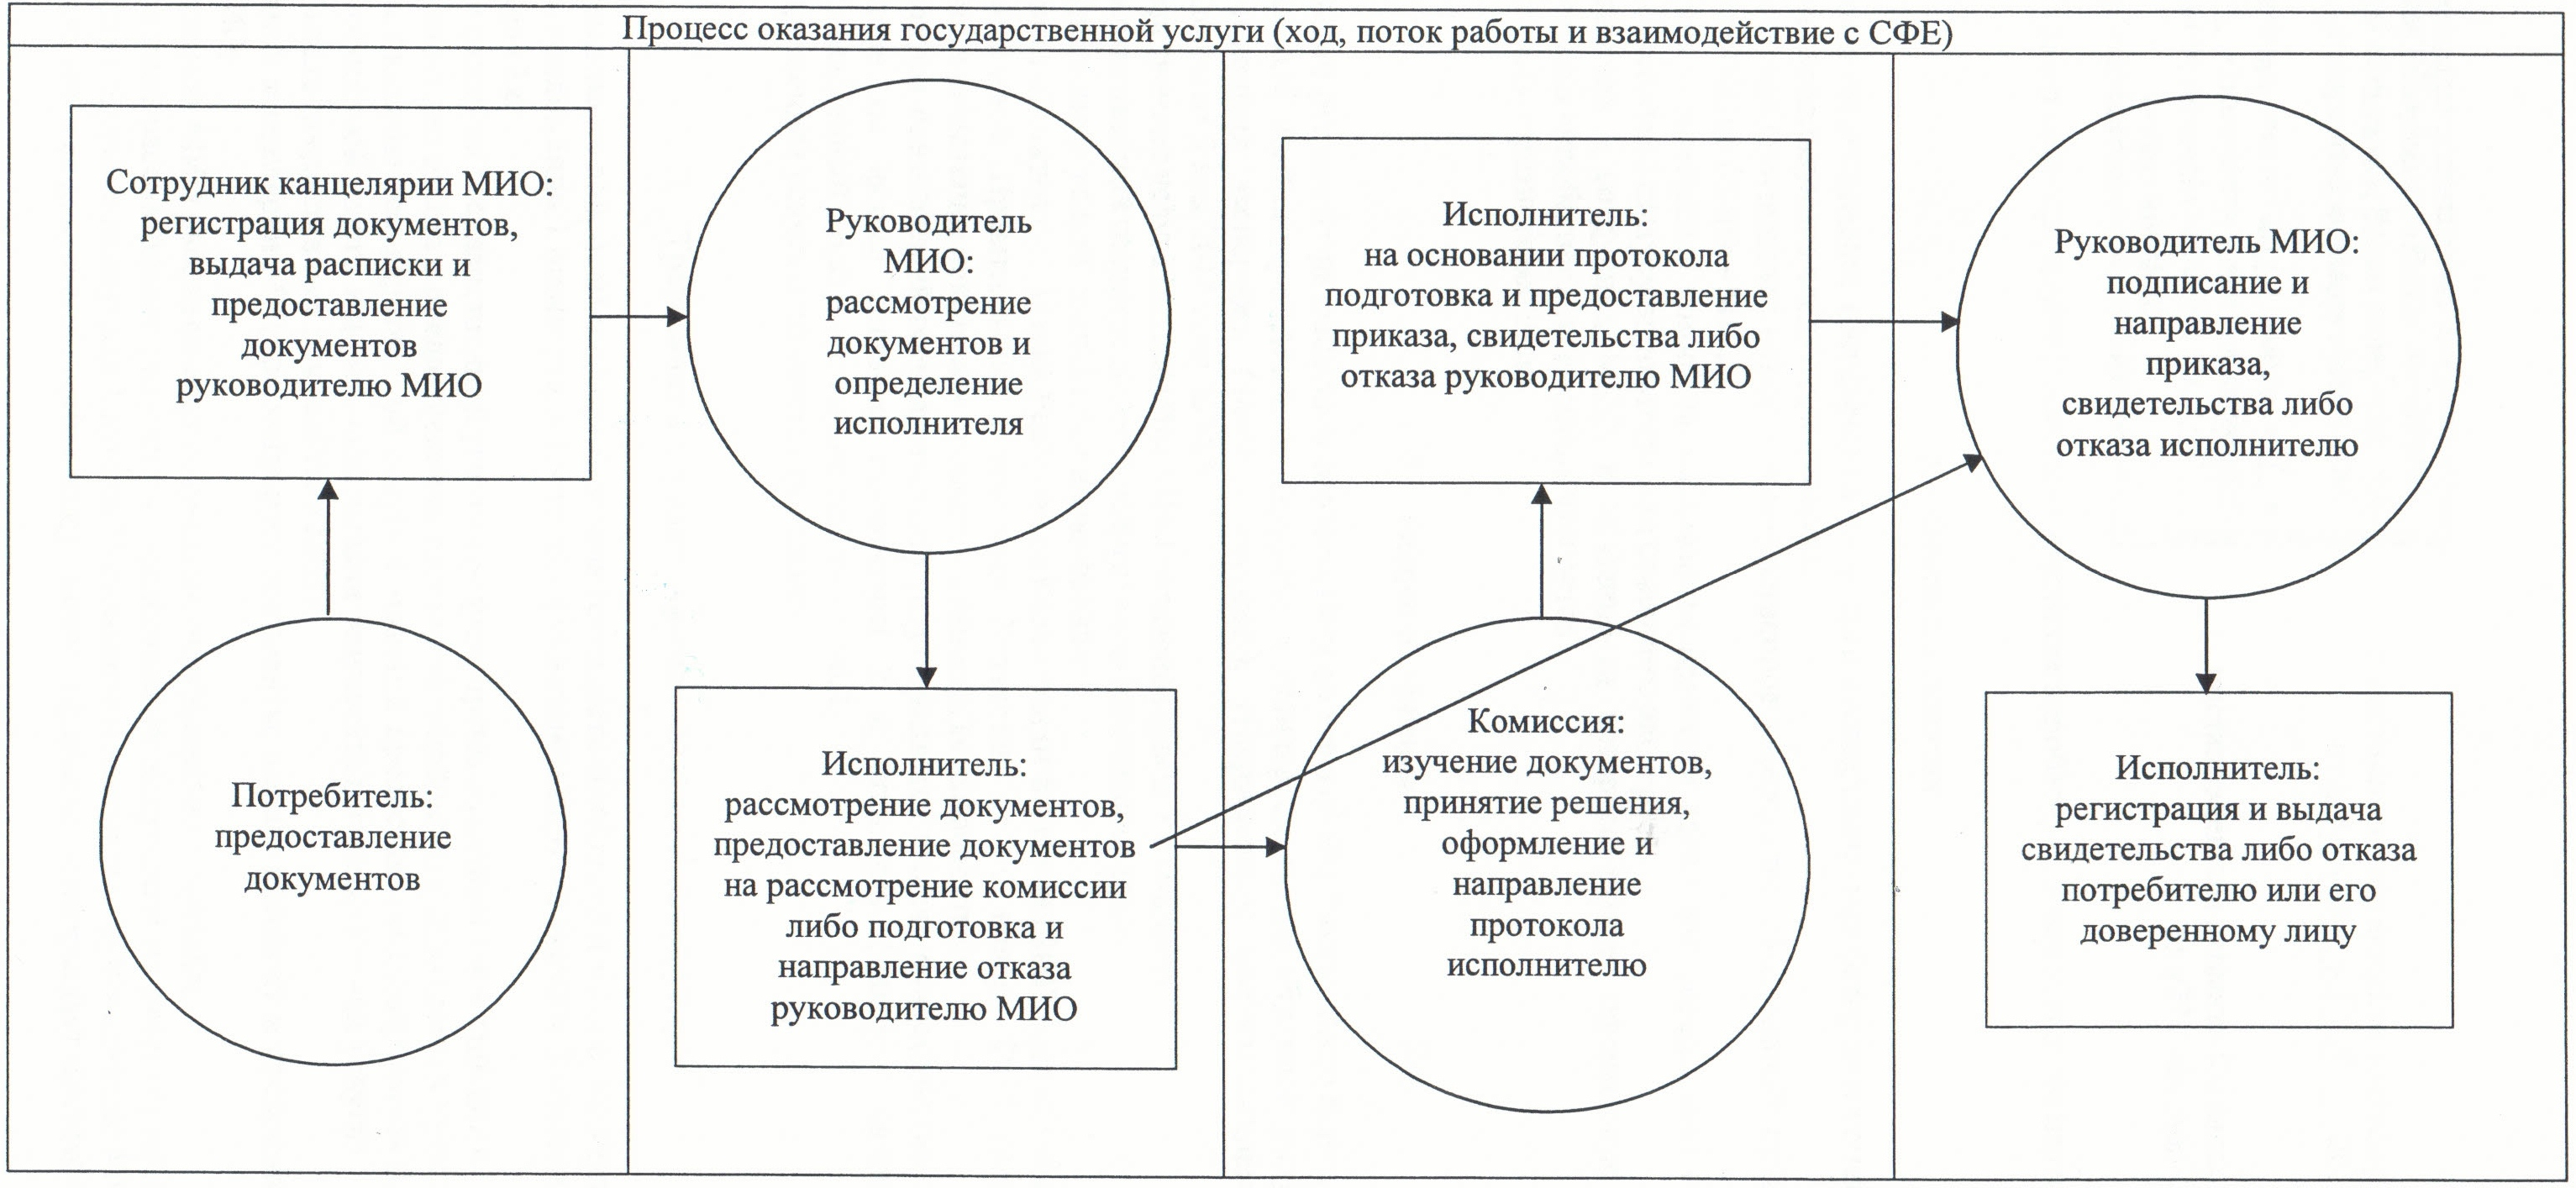 Процесс оказания государственной услуги (ход, поток работы и взаимодействие с СФЕ)
Сотрудник канцелярии МИО:
регистрация документов,
выдача расписки и
предоставление
документов
руководителю МИО
Потребитель:
предоставление
документов
Руководитель
МИО:
рассмотрение
документов и
определение
исполнителя
Исполнитель:
рассмотрение документов,
предоставление документов
на рассмотрение комиссии
либо подготовка и
направление отказа
руководителю МИО
Исполнитель:
на основании протокола
подготовка и предоставление
приказа, свидетельства либо
отказа руководителю МИО
Комиссия:
изучение документов,
принятие решения,
оформление и
направление
протокола
исполнителю
Руководитель МИО:
подписание и
направление
приказа,
свидетельства либо
отказа исполнителю
Исполнитель:
регистрация и выдача
свидетельства либо отказа
потребителю или его
доверенному лицу